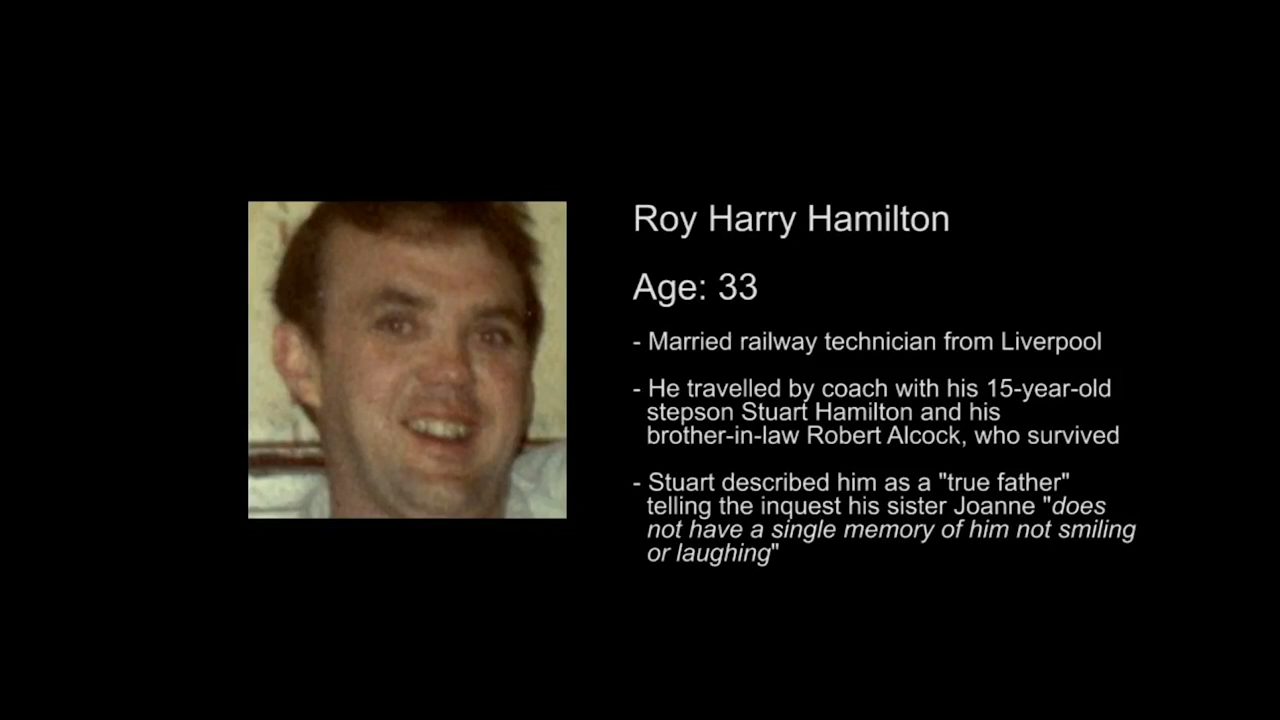 Roy Harry Hamilton
Age: 33
- Married railway technician from Liverpool
- He travelled by coach with his 15-year-old
stepson Stuart Hamilton and his
brother-in-law Robert Alcock, who survived
- Stuart described him as a "true father"
telling the inquest his sister Joanne "does
not have a single memory of him not smiling
or laughing"